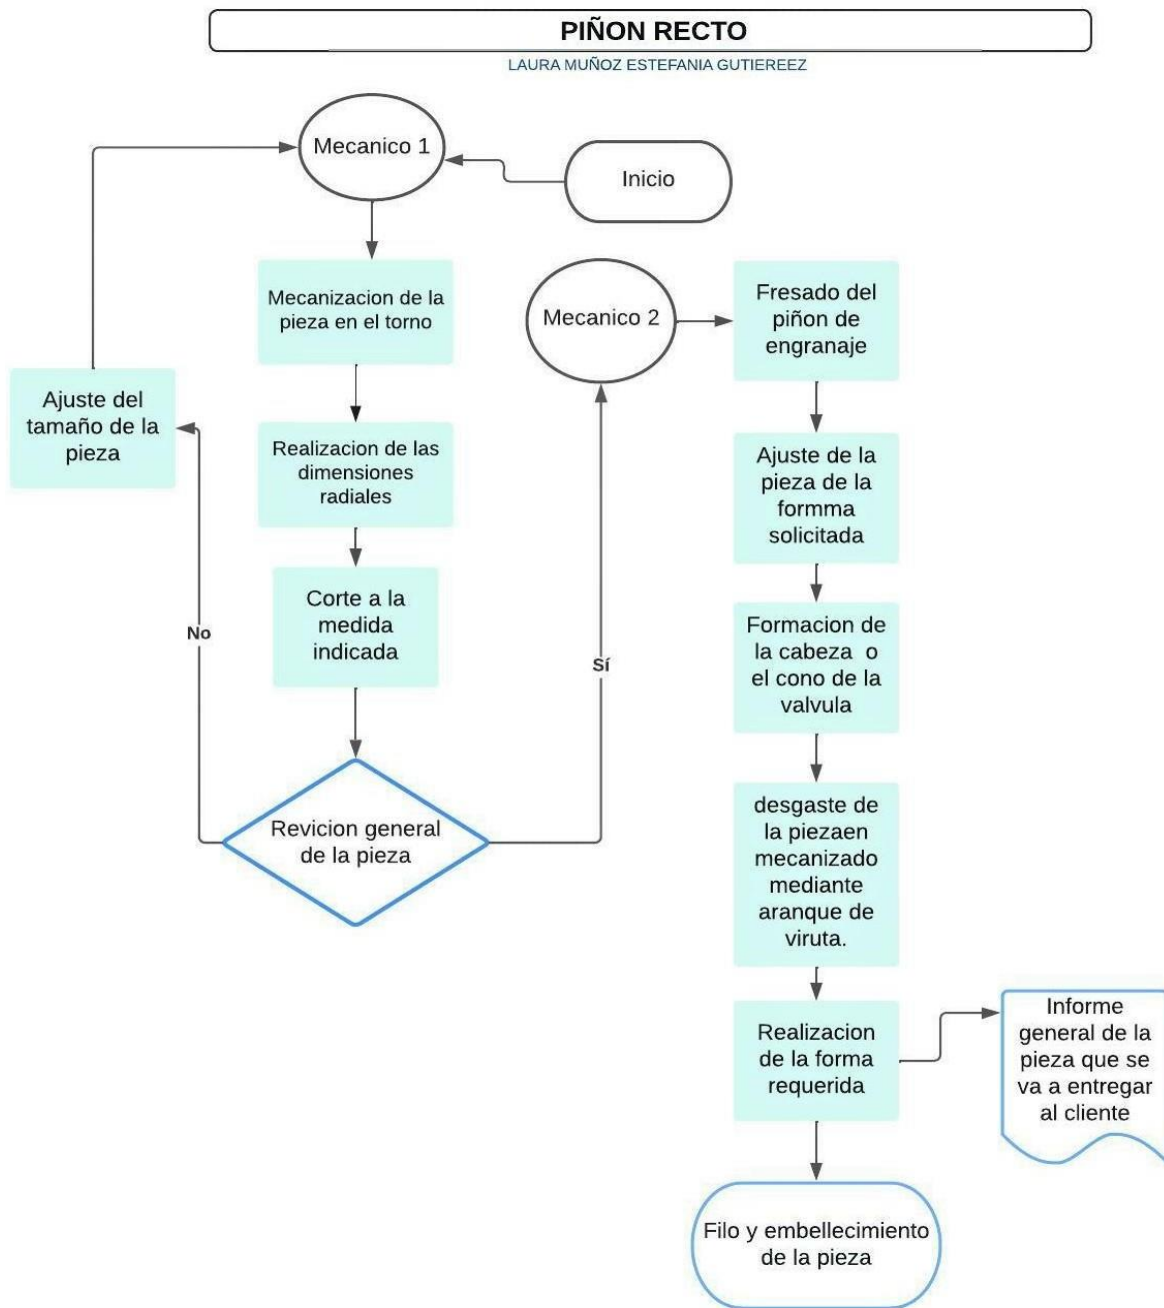 PIÑON RECTO
LAURA MUÑOZ ESTEFANIA GUTIEREEZ
Mecanico 1
Inicio
Mecanizacion de la
pieza en el torno
Mecanico 2
Fresado del
piñon de
engranaje
Ajuste del
tamaño de la
pieza
Realizacion de las
dimensiones
radiales
Ajuste de la
pieza de la
formma
solicitada
Corte a la
medida
indicada
No
Sí
Formacion de
la cabeza o
el cono de la
valvula
Revicion general
de la pieza
desgaste de
la piezaen
mecanizado
mediante
aranque de
viruta.
Realizacion
de la forma
requerida
Informe
general de la
pieza que se
va a entregar
al cliente
Filo y embellecimiento
de la pieza